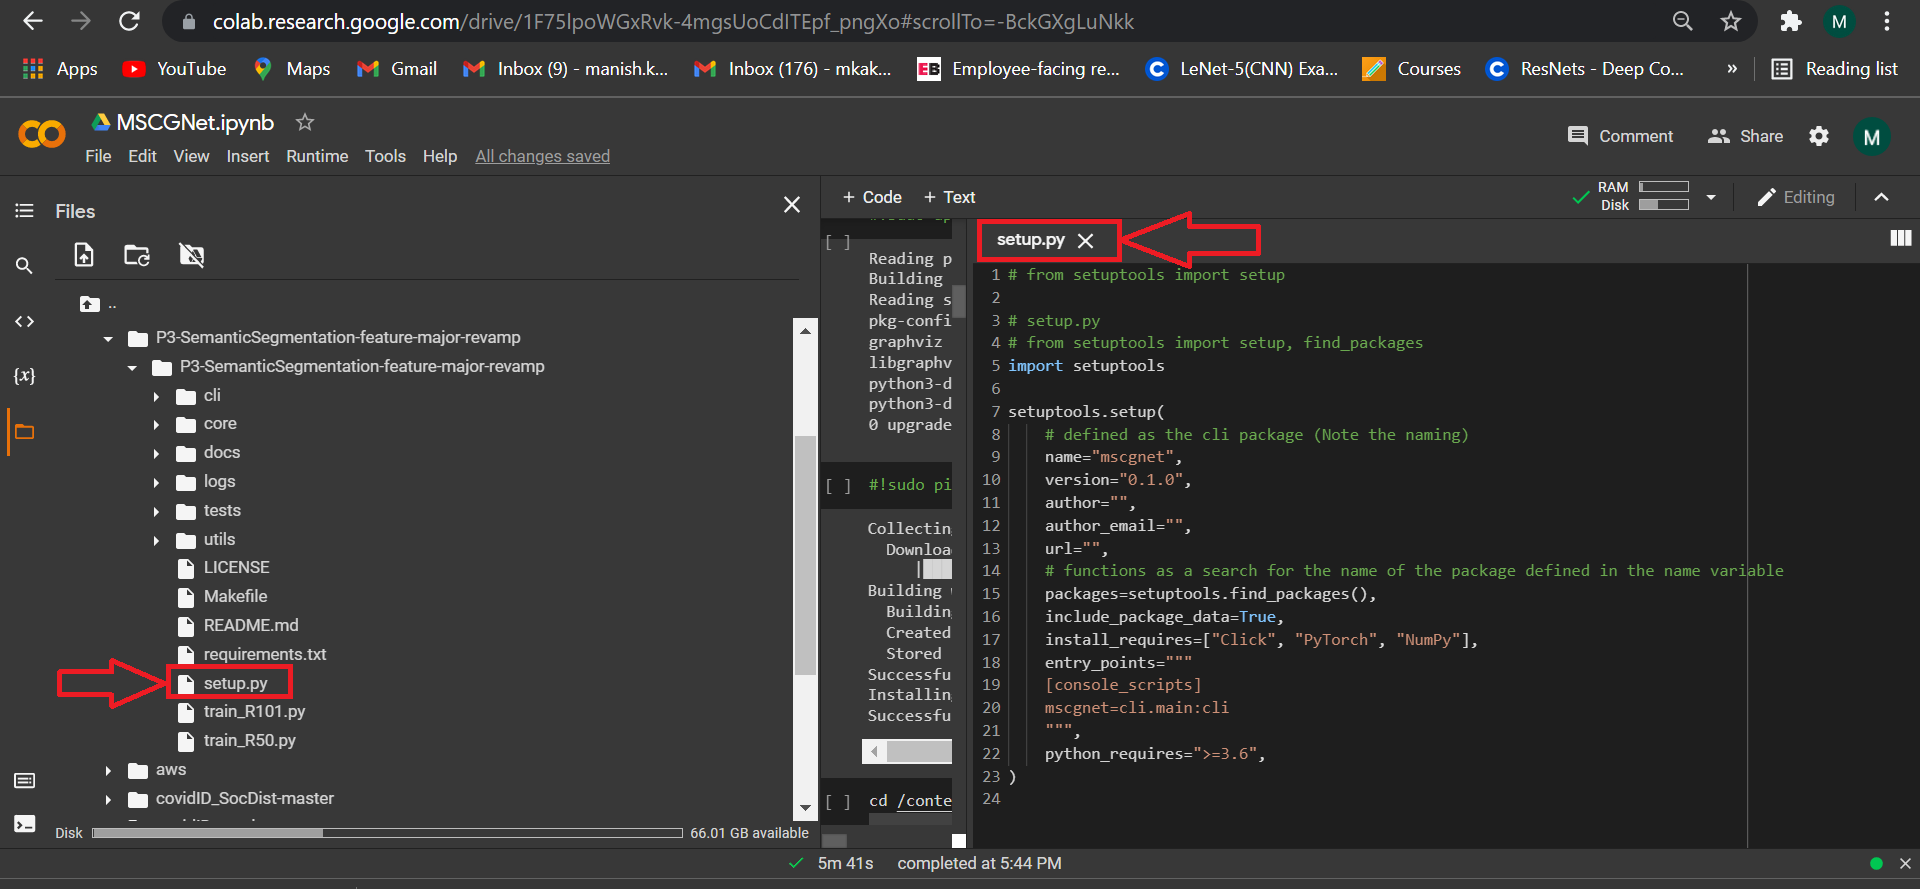 colab.research.google.com/drive/1F75lpoWGxRvk-4mgsUoCdITEpf_pngXo#scrollTo=-BckGXgLuNkk
M
Apps
YouTube
Maps
Gmail
Inbox (9) - manish.k...
Inbox (176) - mkak...
EB Employee-facing re...
C LeNet-5(CNN) Exa...
Courses
C ResNets - Deep Co...
»
Reading list
MSCGNet.ipynb
File Edit View Insert Runtime Tools Help All changes saved
Comment
Share
M
Files
..
P3-SemanticSegmentation-feature-major-revamp
P3-SemanticSegmentation-feature-major-revamp
cli
core
docs
logs
tests
utils
LICENSE
Makefile
README.md
requirements.txt
setup.py
train_R101.py
train_R50.py
aws
covidID_SocDist-master
Disk
66.01 GB available
{x}
+ Code + Text
RAM
Disk
Editing
[ ]
Reading p
Building
Reading s
pkg-confi
graphviz
libgraphv
python3-d
python3-d
0 upgrade
[ ] #!sudo pi
Collectin
Downloa
Building
Buildin
Created
Stored
Successfu
Installin
Successfu
[ ] cd /conte
setup.py
1 # from setuptools import setup
2
3 # setup.py
4 # from setuptools import setup, find_packages
5 import setuptools
6
7 setuptools.setup(
8 # defined as the cli package (Note the naming)
9 name="mscgnet",
10 version="0.1.0",
11 author="",
12 author_email="",
13 url="",
14 # functions as a search for the name of the package defined in the name variable
15 packages=setuptools.find_packages(),
16 include_package_data=True,
17 install_requires=["Click", "PyTorch", "NumPy"],
18 entry_points="""
19 [console_scripts]
20 mscgnet=cli.main:cli
21 """,
22 python_requires=">=3.6",
23 )
24
5m 41s completed at 5:44 PM